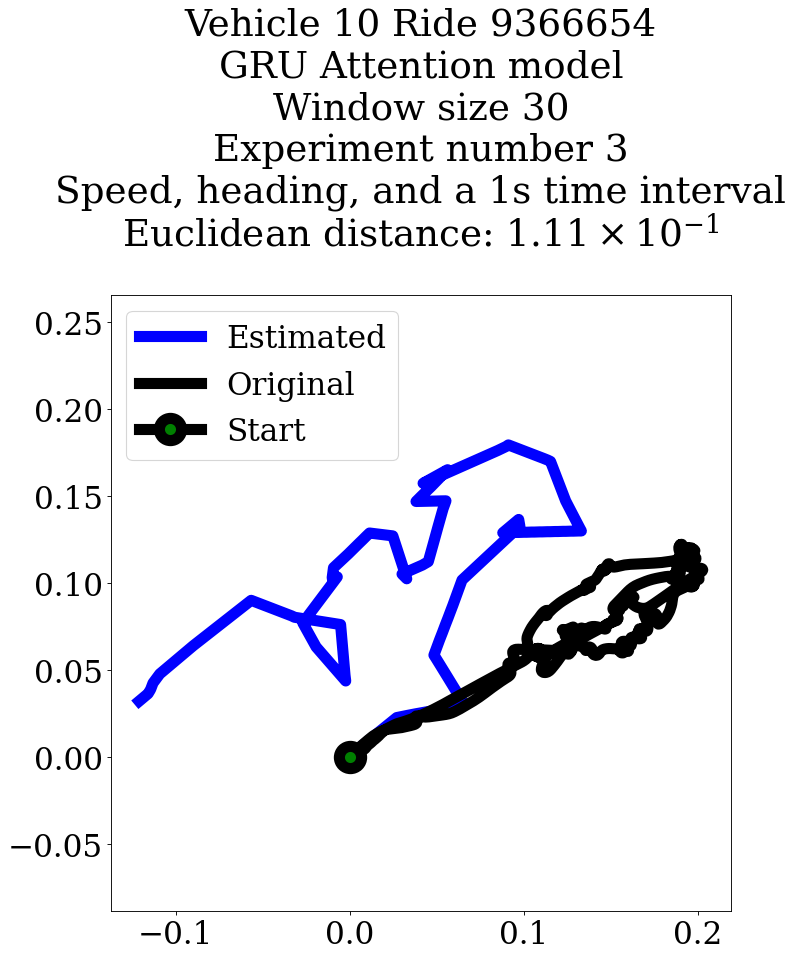 Vehicle 10 Ride 9366654
GRU Attention model
Window size 30
Experiment number 3
Speed, heading, and a 1s time interval
Euclidean distance: 1.11 × 10⁻¹
0.25
0.20
0.15
0.10
0.05
0.00
−0.05
Estimated
Original
Start
−0.1 0.0 0.1 0.2